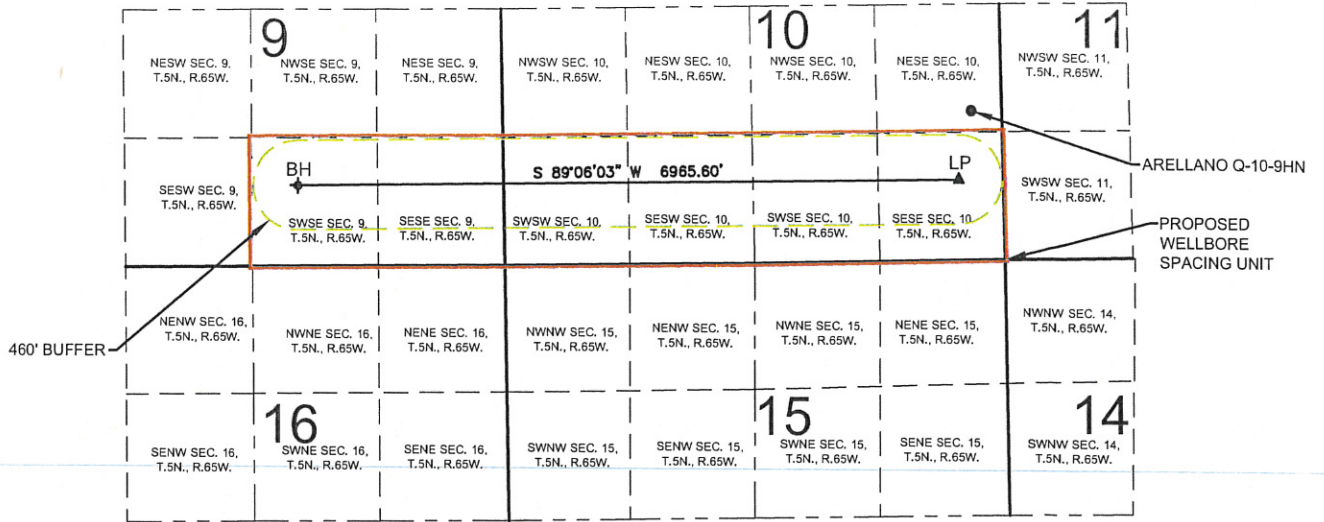 9
10
11
NESW SEC. 9,
T.5N., R.65W.
NWSE SEC. 9,
T.5N., R.65W.
NESE SEC. 9,
T.5N., R.65W.
NWSW SEC. 10,
T.5N., R.65W.
NESW SEC. 10,
T.5N., R.65W.
NWSE SEC. 10,
T.5N., R.65W.
NESE SEC. 10,
T.5N., R.65W.
NWSW SEC. 11,
T.5N., R.65W.
ARELLANO Q-10-9HN
BH
S 89°06'03" W 6965.60'
LP
SESW SEC. 9,
T.5N., R.65W.
SWSE SEC. 9,
T.5N., R.65W.
SESE SEC. 9,
T.5N., R.65W.
SWSW SEC. 10,
T.5N., R.65W.
SESW SEC. 10,
T.5N., R.65W.
SWSE SEC. 10,
T.5N., R.65W.
SESE SEC. 10,
T.5N., R.65W.
SWSW SEC. 11,
T.5N., R.65W.
PROPOSED
WELLBORE
SPACING UNIT
460' BUFFER
NENW SEC. 16,
T.5N., R.65W.
NWNE SEC. 16,
T.5N., R.65W.
NENE SEC. 16,
T.5N., R.65W.
NWNW SEC. 15,
T.5N., R.65W.
NENW SEC. 15,
T.5N., R.65W.
NWNE SEC. 15,
T.5N., R.65W.
NENE SEC. 15,
T.5N., R.65W.
NWNW SEC. 14,
T.5N., R.65W.
16
15
14
SENW SEC. 16,
T.5N., R.65W.
SWNE SEC. 16,
T.5N., R.65W.
SENE SEC. 16,
T.5N., R.65W.
SWNW SEC. 15,
T.5N., R.65W.
SENW SEC. 15,
T.5N., R.65W.
SWNE SEC. 15,
T.5N., R.65W.
SENE SEC. 15,
T.5N., R.65W.
SWNW SEC. 14,
T.5N., R.65W.